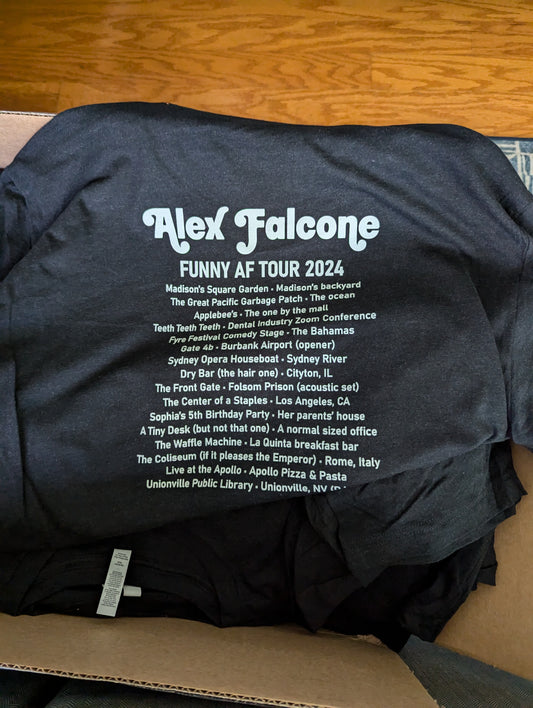 Alex Falcone
FUNNY AF TOUR 2024
Madison's Square Garden • Madison's backyard
The Great Pacific Garbage Patch • The ocean
Applebee's • The one by the mall
Teeth Teeth Teeth • Dental Industry Zoom Conference
Fyre Festival Comedy Stage • The Bahamas
Gate 4b • Burbank Airport (opener)
Sydney Opera Houseboat • Sydney River
Dry Bar (the hair one) • Cityton, IL
The Front Gate • Folsom Prison (acoustic set)
The Center of a Staples • Los Angeles, CA
Sophia's 5th Birthday Party • Her parents' house
A Tiny Desk (but not that one) • A normal sized office
The Waffle Machine • La Quinta breakfast bar
The Coliseum (if it pleases the Emperor) • Rome, Italy
Live at the Apollo • Apollo Pizza & Pasta
Unionville Public Library • Unionville, NV